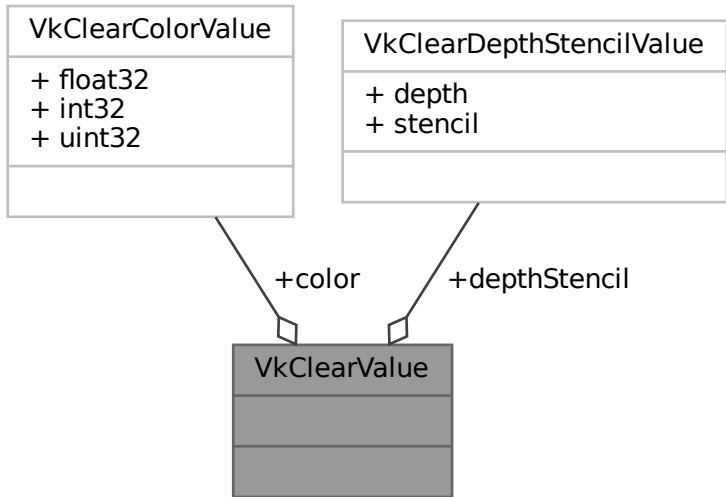 VkClearColorValue
+ float32
+ int32
+ uint32
VkClearDepthStencilValue
+ depth
+ stencil
+color
+depthStencil
VkClearValue